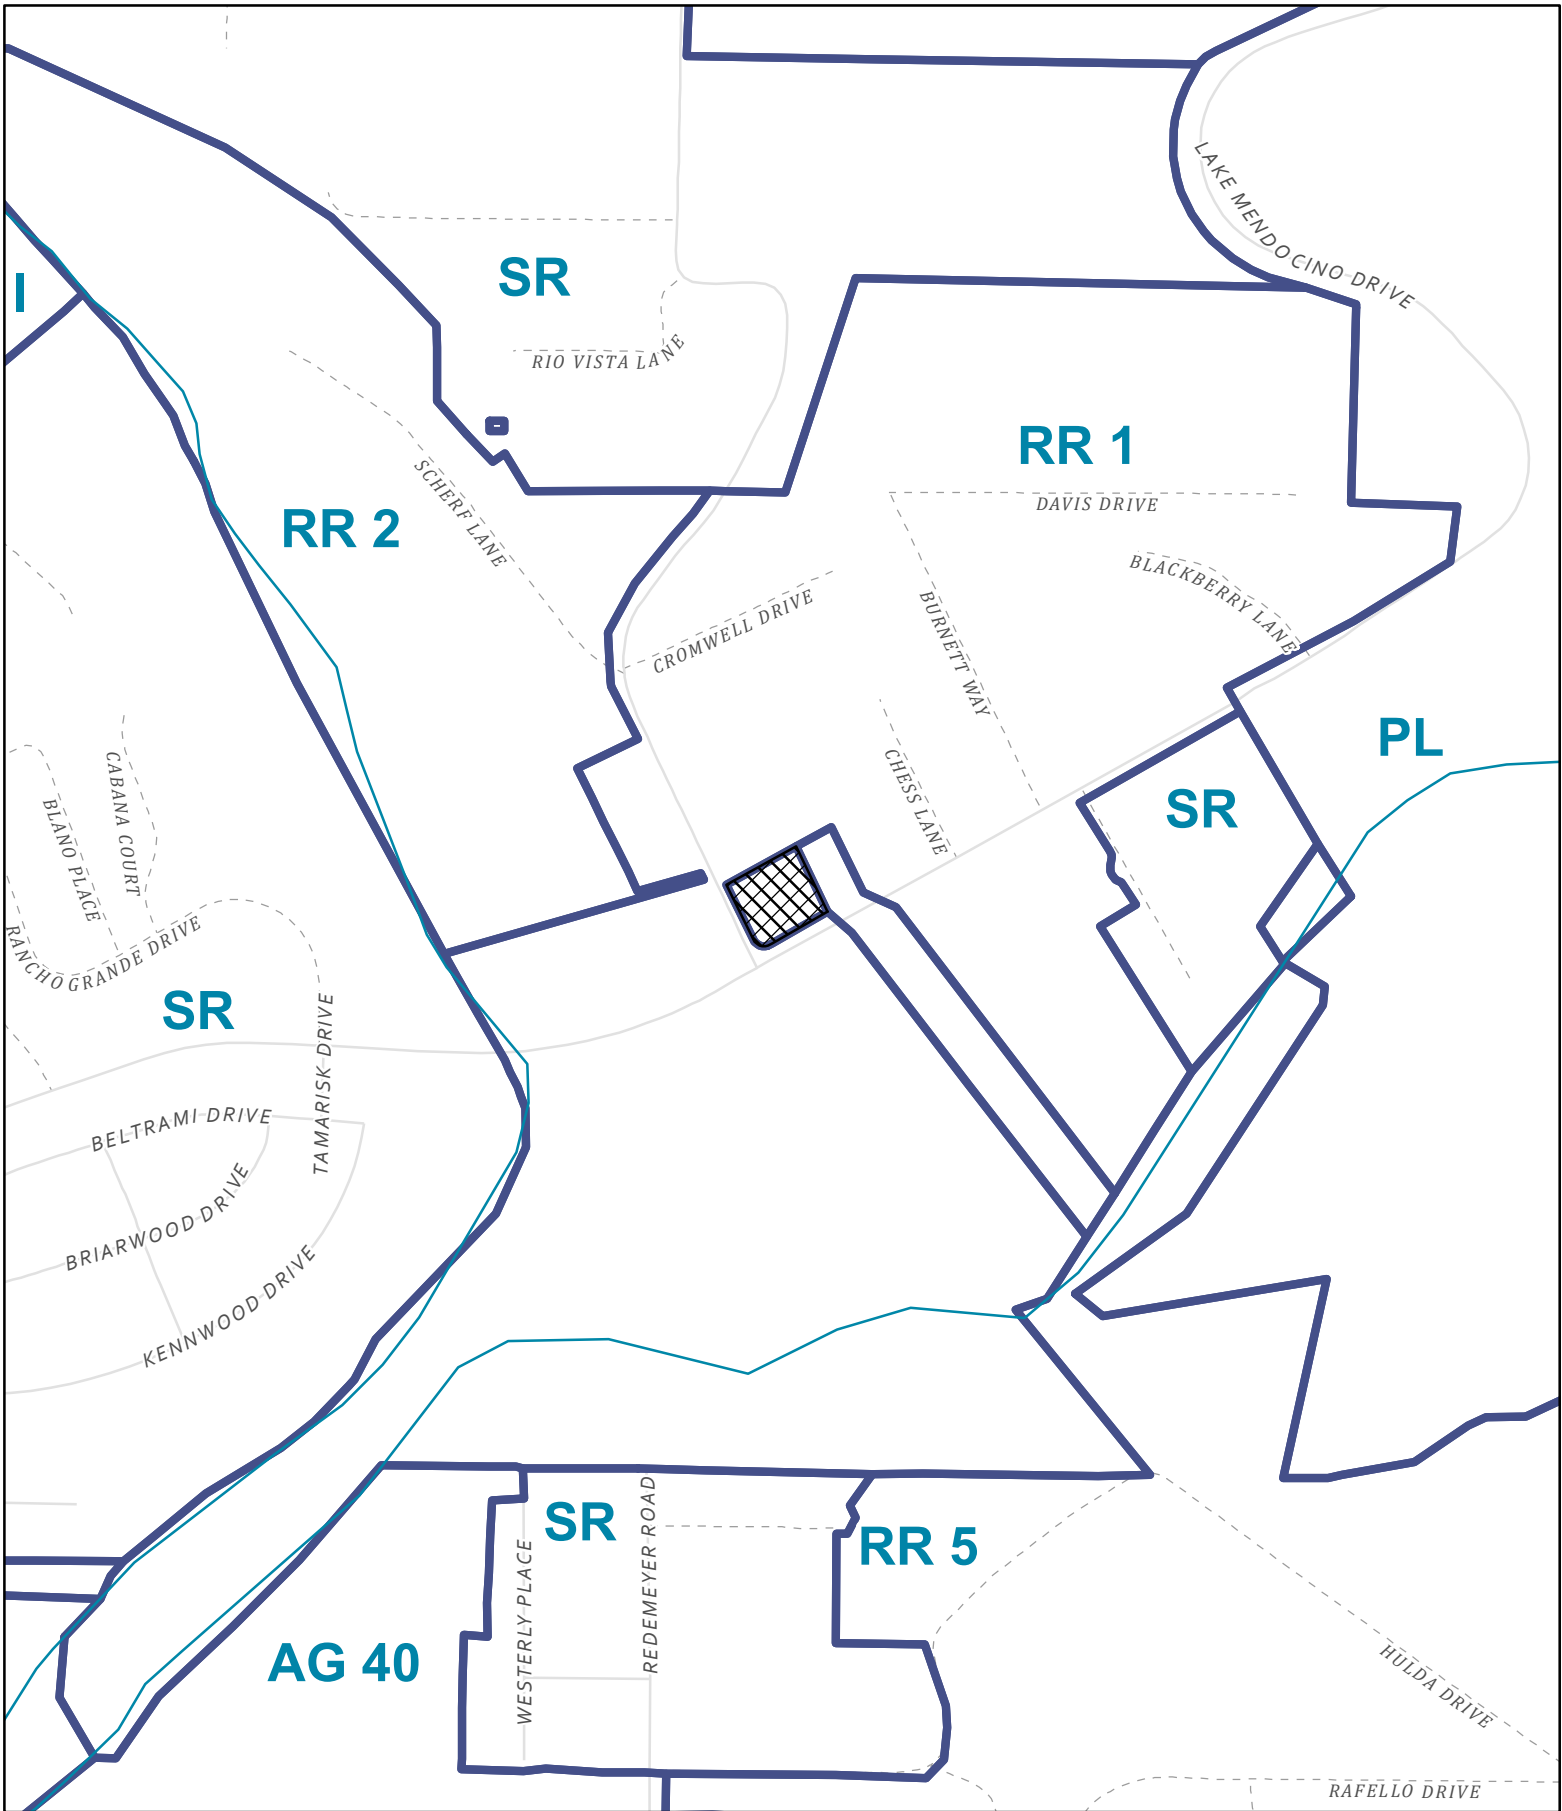 LAKE MENDOCINO DRIVE
SR
I
RIO VISTA LANE
RR 1
SCHERF LANE
DAVIS DRIVE
RR 2
BLACKBERRY LANE
CROMWELL DRIVE
BURNETT WAY
PL
CABANA COURT
BLANO PLACE
CHESS LANE
SR
RANCHO GRANDE DRIVE
SR
TAMARISK DRIVE
BELTRAMI DRIVE
BRIARWOOD DRIVE
KENNWOOD DRIVE
SR
REDEMEYER ROAD
WESTERLY PLACE
RR 5
AG 40
HULDA DRIVE
RAFELLO DRIVE